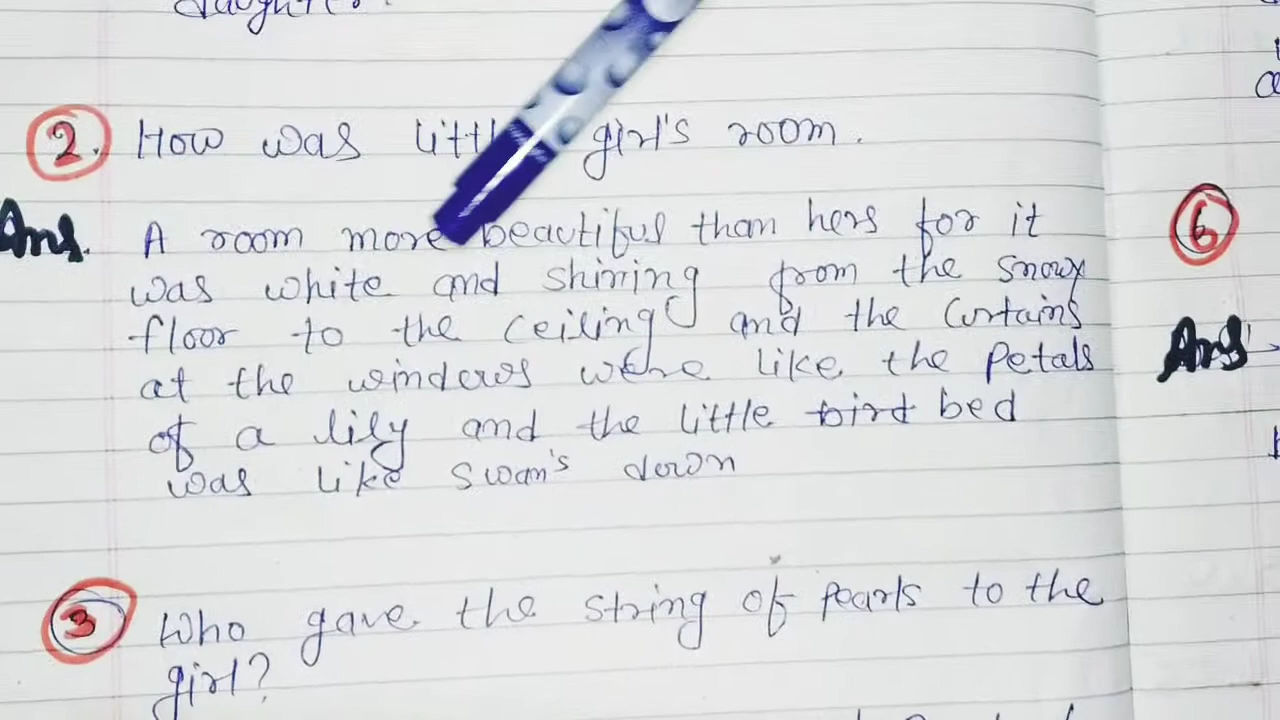 daughter.
2. How was littl girl's room.
Ans. A room more beautiful than hers for it
was white and shining from the snowy
floor to the ceiling and the curtains
at the windows were like the petals
of a lily and the little bird bed
was like swan's down
3 Who gave the string of pearls to the
girl?
6
Ans